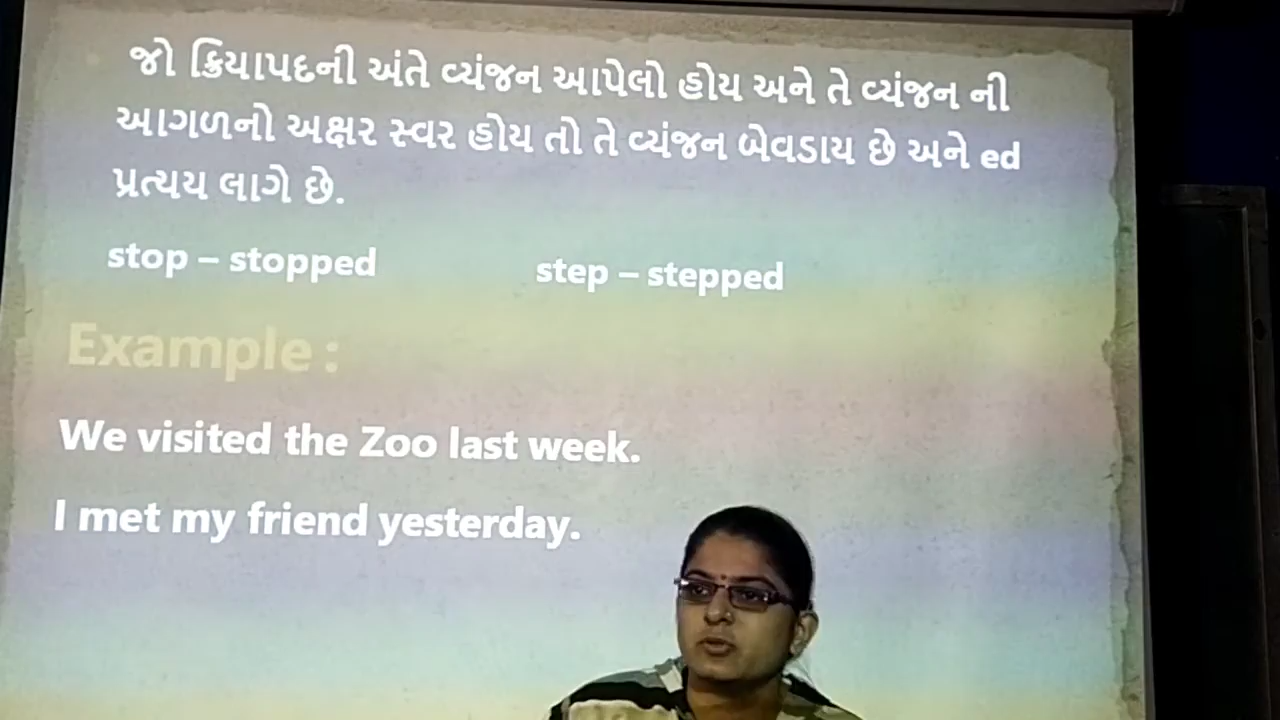 જો ક્રિયાપદની અંતે વ્યંજન આપેલો હોય અને તે વ્યંજન ની
આગળનો અક્ષર સ્વર હોય તો તે વ્યંજન બેવડાય છે અને ed
પ્રત્યય લાગે છે.
stop – stopped step – stepped
Example :
We visited the Zoo last week.
I met my friend yesterday.